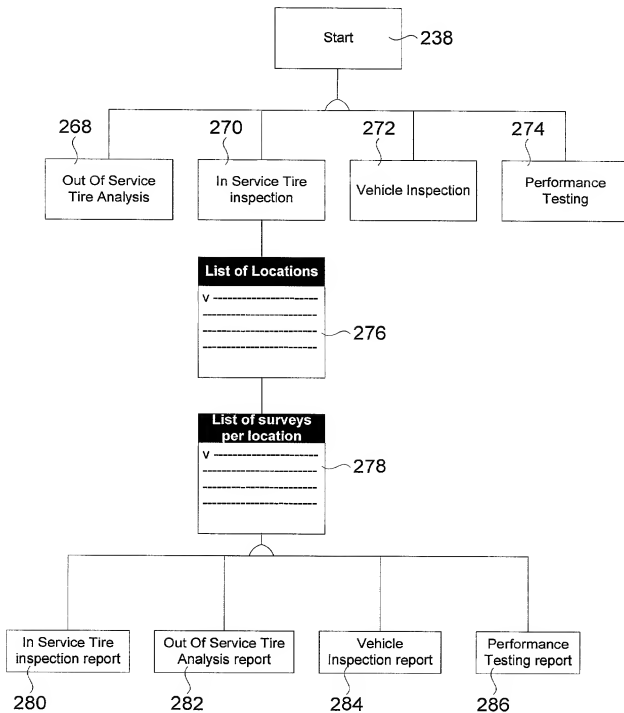 Start
238
268
270
272
274
Out Of Service
Tire Analysis
In Service Tire
inspection
Vehicle Inspection
Performance
Testing
List of Locations
V
276
List of surveys
per location
V
278
In Service Tire
inspection report
Out Of Service Tire
Analysis report
Vehicle
Inspection report
Performance
Testing report
280
282
284
286